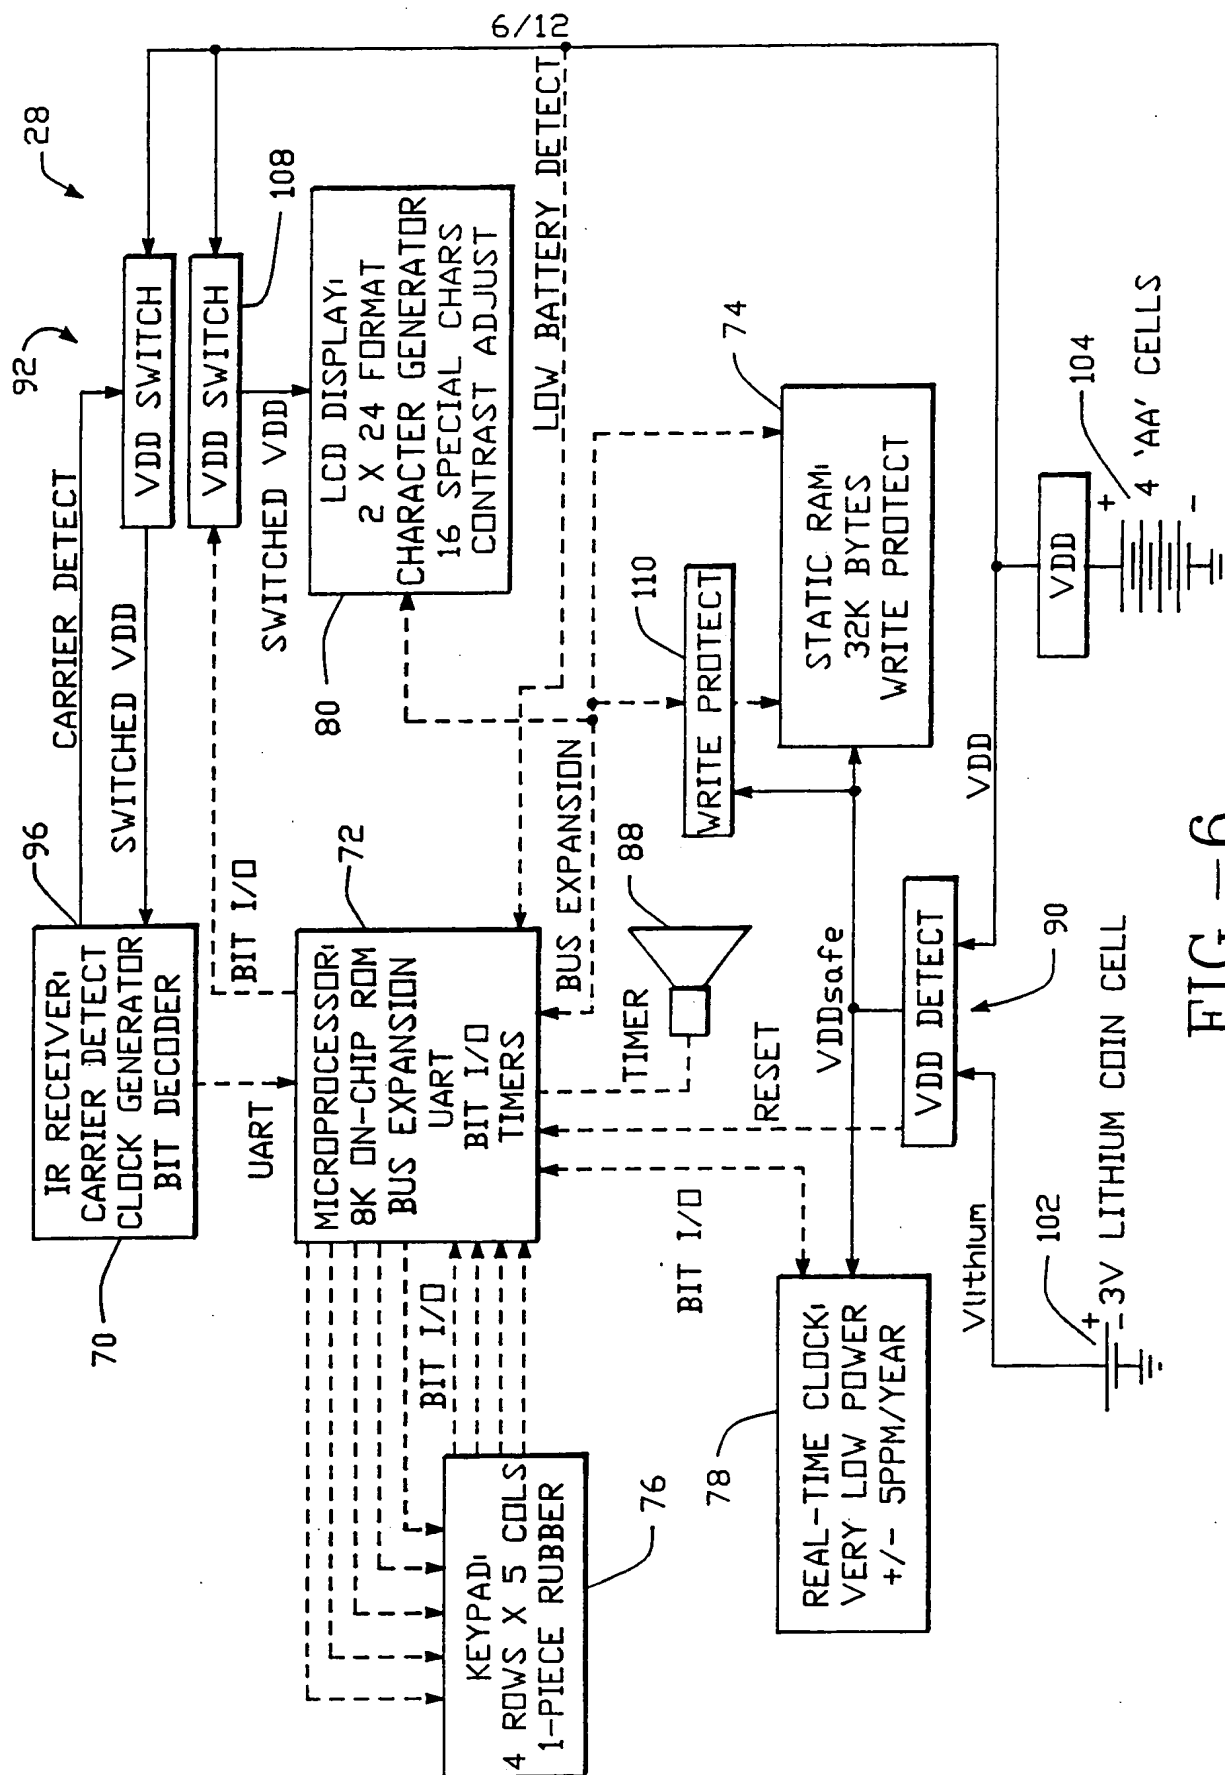 6/12
28
92
96
CARRIER DETECT
VDD SWITCH
SWITCHED VDD
VDD SWITCH
108
IR RECEIVER:
CARRIER DETECT
CLOCK GENERATOR
BIT DECODER
70
BIT I/O
SWITCHED VDD
LCD DISPLAY:
2 X 24 FORMAT
CHARACTER GENERATOR
16 SPECIAL CHARS
CONTRAST ADJUST
80
LOW BATTERY DETECT
UART
MICROPROCESSOR:
8K ON-CHIP ROM
BUS EXPANSION
UART
BIT I/O
TIMERS
72
BIT I/O
KEYPAD:
4 ROWS X 5 COLS
1-PIECE RUBBER
76
BUS EXPANSION
TIMER
88
110
WRITE PROTECT
74
STATIC RAM:
32K BYTES
WRITE PROTECT
RESET
BIT I/O
VDDsafe
78
REAL-TIME CLOCK:
VERY LOW POWER
+/- 5PPM/YEAR
VDD DETECT
90
VDD
Vlithium
102
+
-
3V LITHIUM COIN CELL
VDD
104
+
4 'AA' CELLS
-
FIG-6